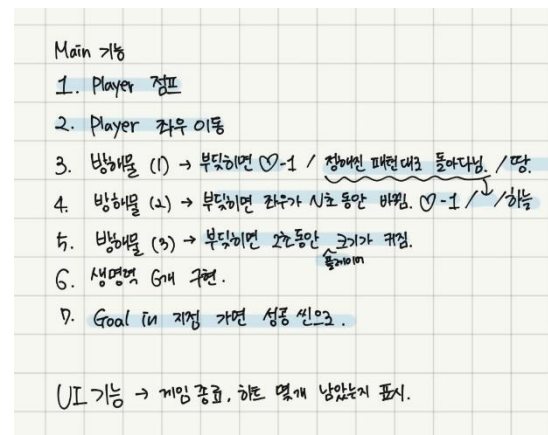 Main 기능
1. Player 점프
2. Player 좌우 이동
3. 방해물 (1) → 부딪히면 ♡-1 / 정해진 패턴대로 돌아다님. / 땅.
4. 방해물 (2) → 부딪히면 좌우가 N초 동안 바뀜. ♡-1 / ↓ / 하늘
5. 방해물 (3) → 부딪히면 2초동안 크기가 커짐.
플레이어
6. 생명력 6개 구현.
7. Goal in 지점 가면 성공 씬으로.
UI 기능 → 게임 종료, 하트 몇개 남았는지 표시.